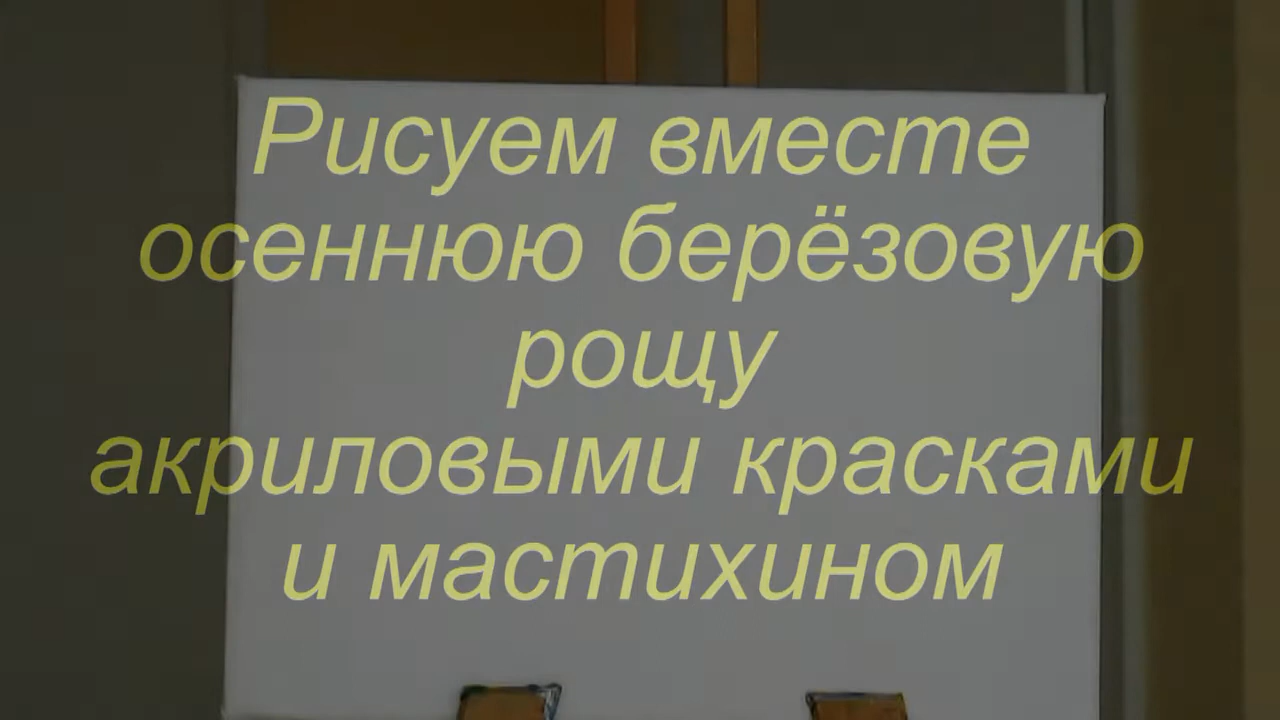 Рисуем вместе
осеннюю берёзовую
рощу
акриловыми красками
и мастихином